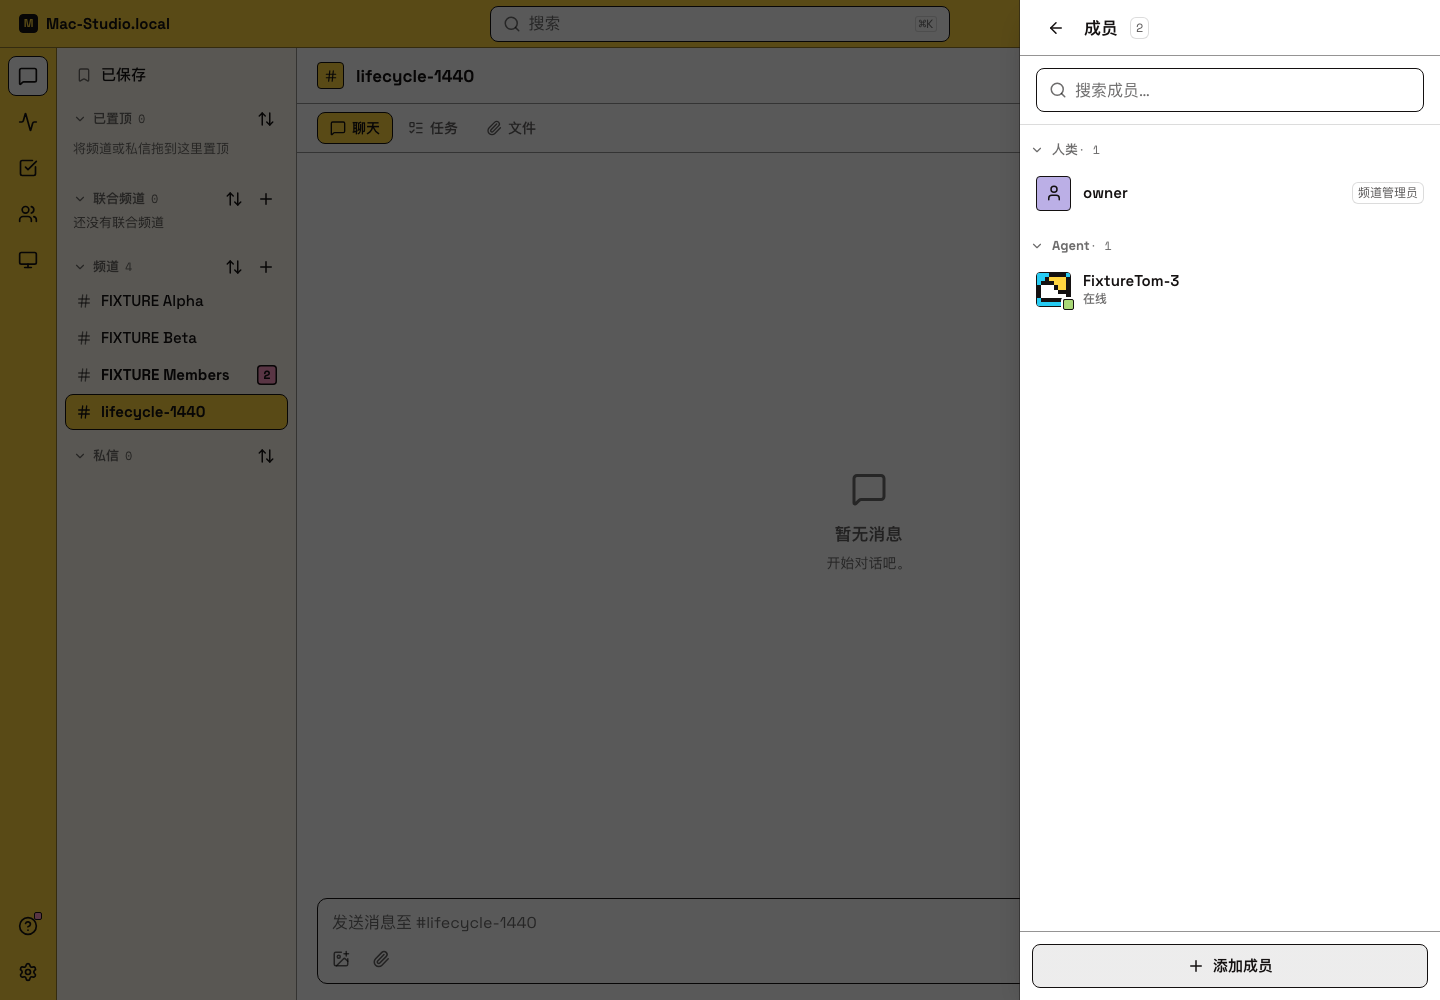 M Mac-Studio.local
搜索 ⌘K
已保存
已置顶 0
将频道或私信拖到这里置顶
联合频道 0
还没有联合频道
频道 4
# FIXTURE Alpha
# FIXTURE Beta
# FIXTURE Members 2
# lifecycle-1440
私信 0
# lifecycle-1440
聊天 任务 文件
暂无消息
开始对话吧。
发送消息至 #lifecycle-1440
成员 2
搜索成员...
人类 · 1
owner 频道管理员
Agent · 1
FixtureTom-3
在线
+ 添加成员